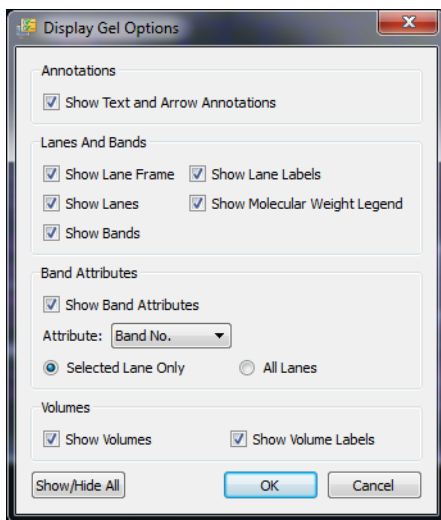 Display Gel Options
Annotations
Show Text and Arrow Annotations
Lanes And Bands
Show Lane Frame Show Lane Labels
Show Lanes Show Molecular Weight Legend
Show Bands
Band Attributes
Show Band Attributes
Attribute: Band No.
Selected Lane Only All Lanes
Volumes
Show Volumes Show Volume Labels
Show/Hide All OK Cancel